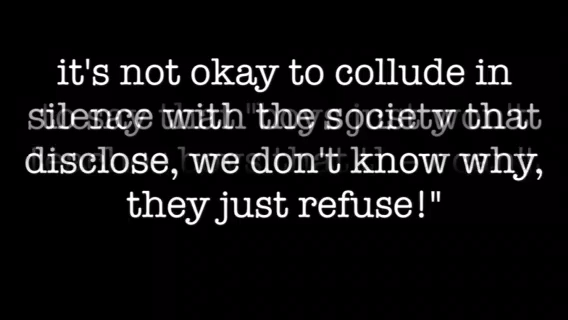 it's not okay to collude in
silence with the society that
disclose, we don't know why,
they just refuse!"